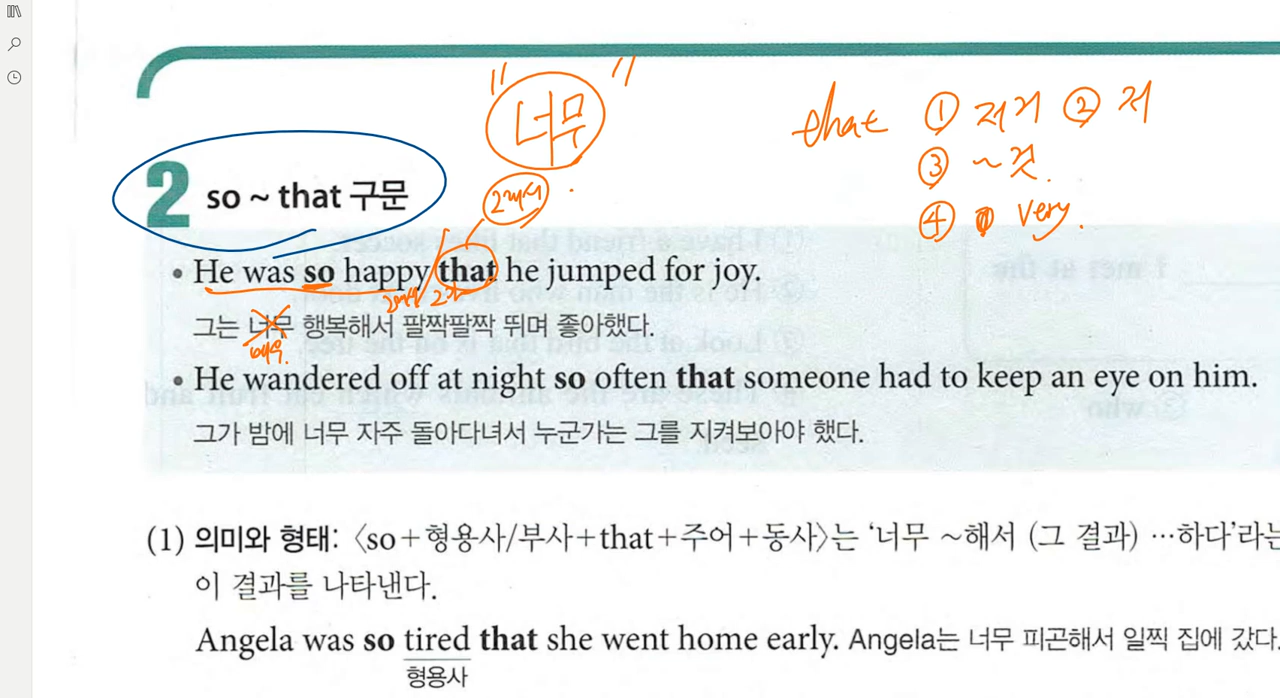 " 너무 "
that ① 저거 ② 저
③ ~ 것.
④ very.
2 so ~ that 구문
그래서
• He was so happy that he jumped for joy.
그는 너무 행복해서 팔짝팔짝 뛰며 좋아했다.
매우
• He wandered off at night so often that someone had to keep an eye on him.
그가 밤에 너무 자주 돌아다녀서 누군가는 그를 지켜보아야 했다.
(1) 의미와 형태: 〈so+형용사/부사+that+주어+동사〉는 ‘너무 ~해서 (그 결과) …하다’라는
이 결과를 나타낸다.
Angela was so tired that she went home early. Angela는 너무 피곤해서 일찍 집에 갔다.
형용사